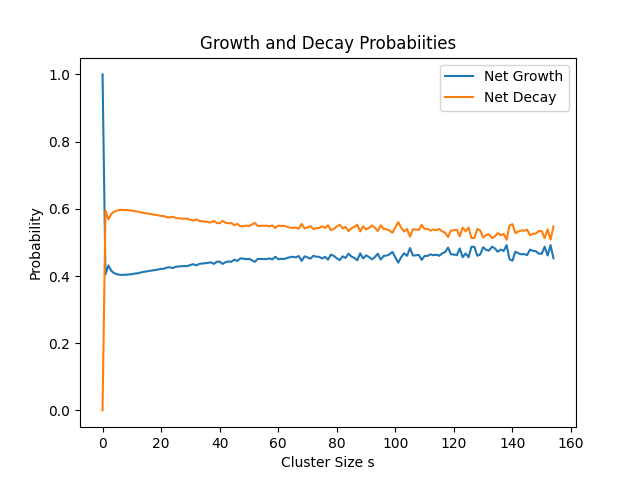 Growth and Decay Probabiities
Net Growth
Net Decay
1.0
0.8
0.6
0.4
0.2
0.0
Probability
0 20 40 60 80 100 120 140 160
Cluster Size s